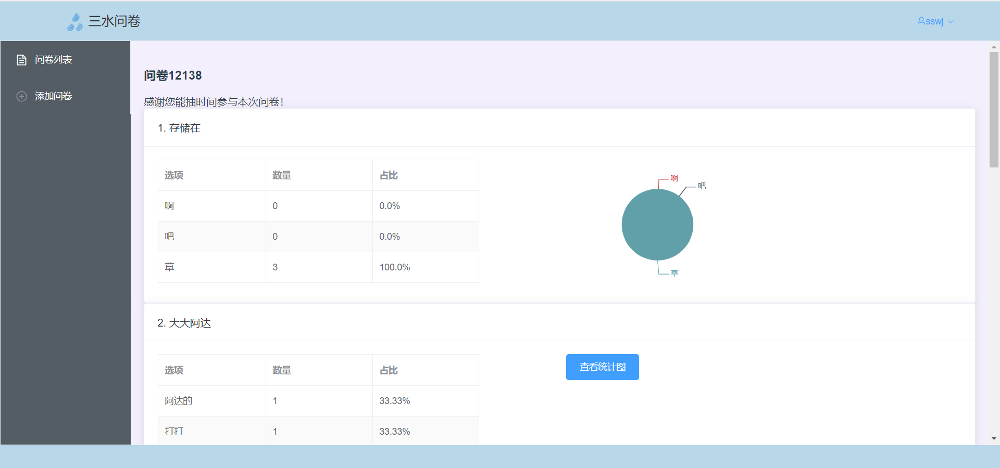 三水问卷
sswj
问卷列表
添加问卷
问卷12138
感谢您能抽时间参与本次问卷！
1. 存储在
选项 数量 占比
啊 0 0.0%
吧 0 0.0%
草 3 100.0%
啊
吧
草
2. 大大阿达
选项 数量 占比
阿达的 1 33.33%
打打 1 33.33%
查看统计图